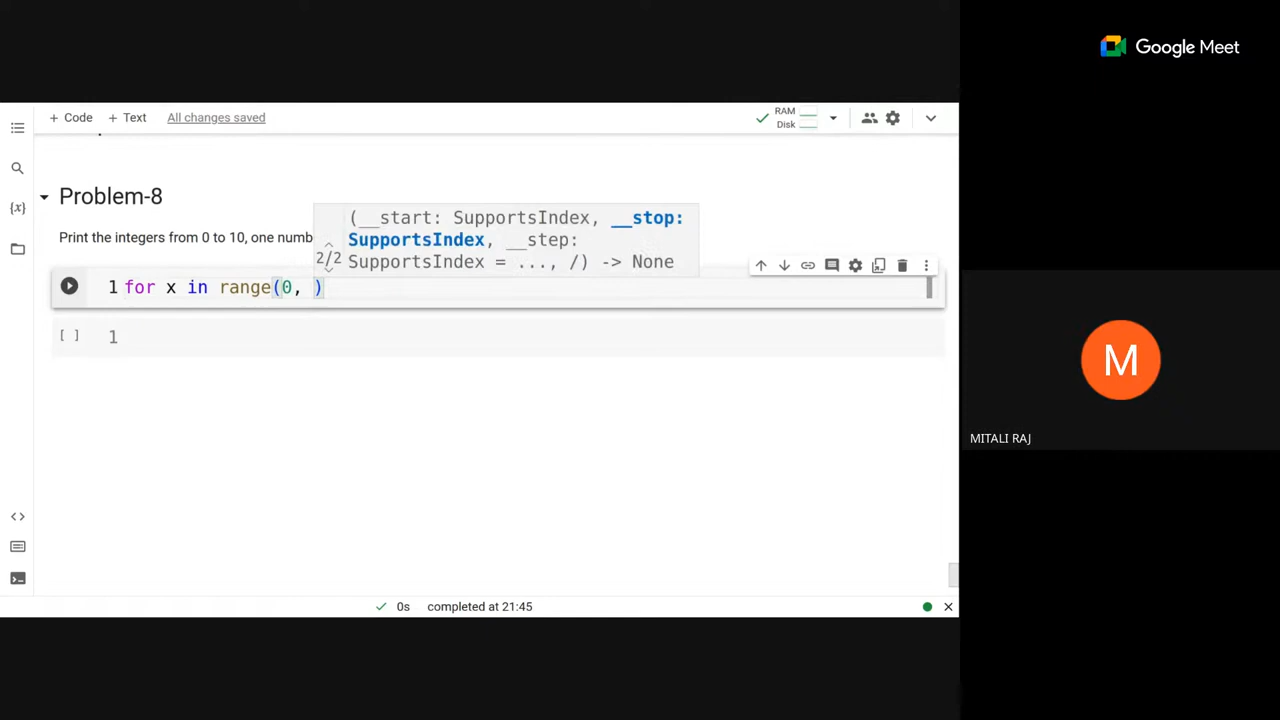 Google Meet
+ Code + Text All changes saved
RAM
Disk
Problem-8
Print the integers from 0 to 10, one numb
(__start: SupportsIndex, __stop:
SupportsIndex, __step:
2/2 SupportsIndex = ..., /) -> None
1 for x in range(0, )
[ ] 1
MITALI RAJ
M
0s completed at 21:45